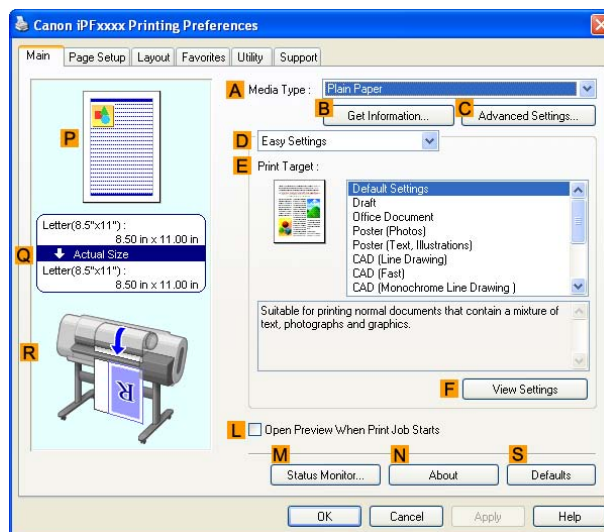 Canon iPFxxxx Printing Preferences
Main Page Setup Layout Favorites Utility Support
A Media Type : Plain Paper
B Get Information... C Advanced Settings...
D Easy Settings
E Print Target :
Default Settings
Draft
Office Document
Poster (Photos)
Poster (Text, Illustrations)
CAD (Line Drawing)
CAD (Fast)
CAD (Monochrome Line Drawing )
Suitable for printing normal documents that contain a mixture of
text, photographs and graphics.
F View Settings
P
Q
Letter(8.5"x11") :
8.50 in x 11.00 in
Actual Size
Letter(8.5"x11") :
8.50 in x 11.00 in
R
R
L Open Preview When Print Job Starts
M Status Monitor... N About S Defaults
OK Cancel Apply Help